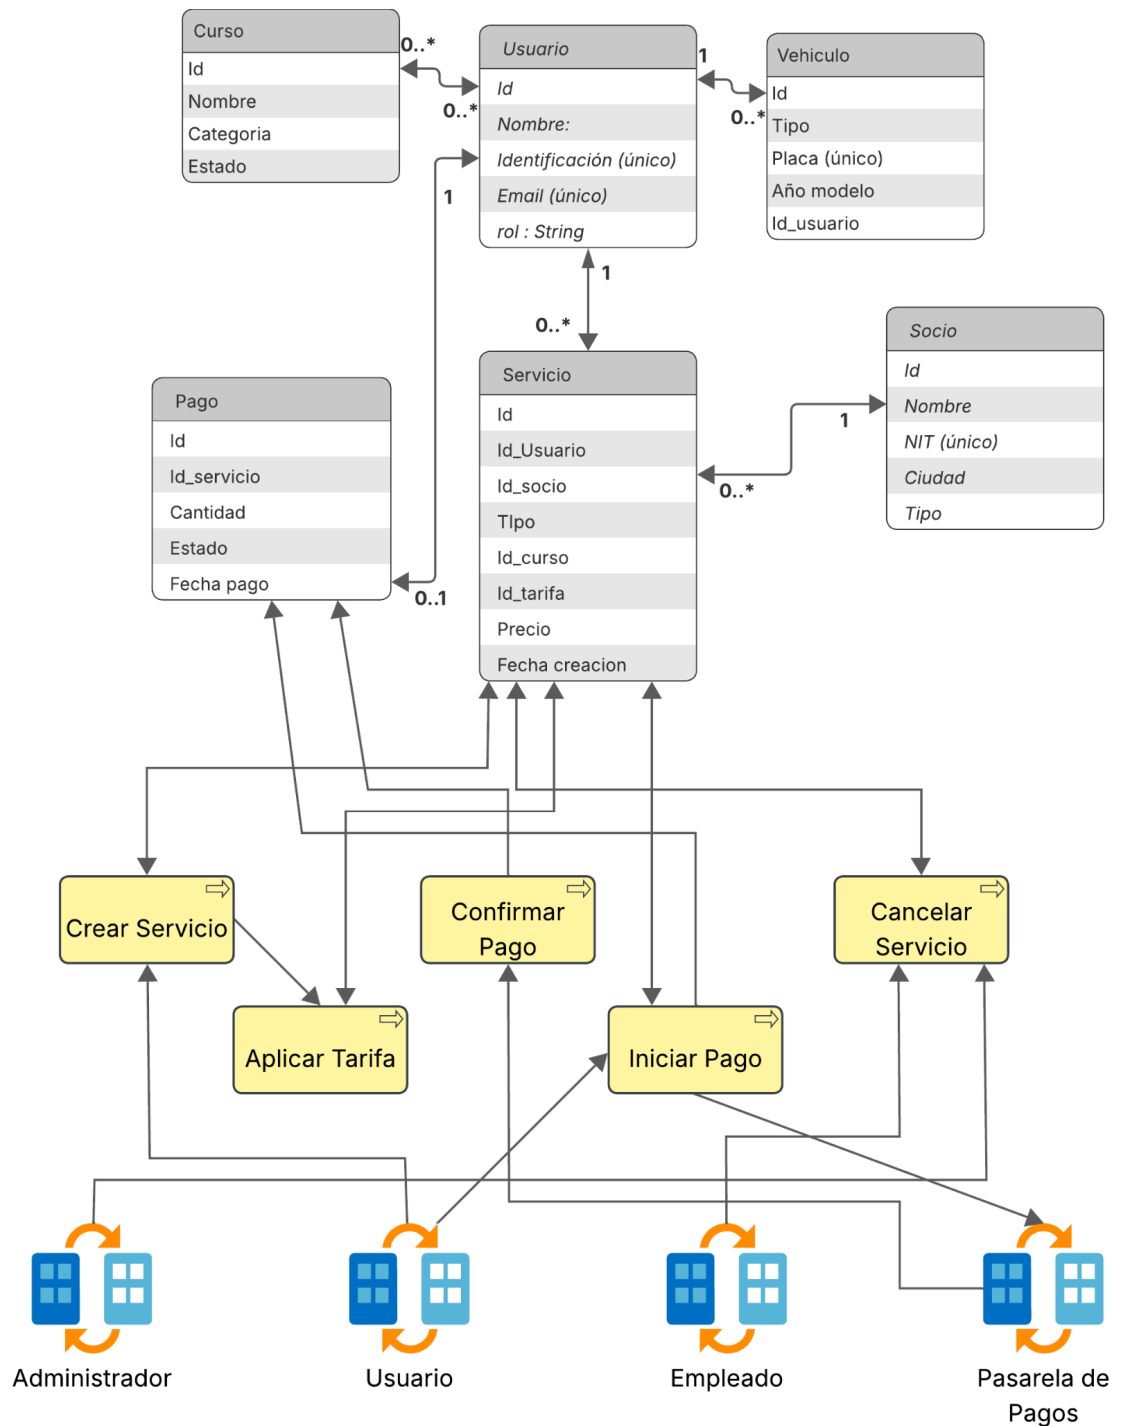 Curso
Id
Nombre
Categoria
Estado
0..*
0..*
Usuario
Id
Nombre:
Identificación (único)
Email (único)
rol : String
1
0..*
Vehiculo
Id
Tipo
Placa (único)
Año modelo
Id_usuario
1
1
0..*
Socio
Id
Nombre
NIT (único)
Ciudad
Tipo
Servicio
Id
Id_Usuario
Id_socio
TIpo
Id_curso
Id_tarifa
Precio
Fecha creacion
1
0..*
Pago
Id
Id_servicio
Cantidad
Estado
Fecha pago
0..1
Crear Servicio
Confirmar
Pago
Cancelar
Servicio
Aplicar Tarifa
Iniciar Pago
Administrador
Usuario
Empleado
Pasarela de
Pagos